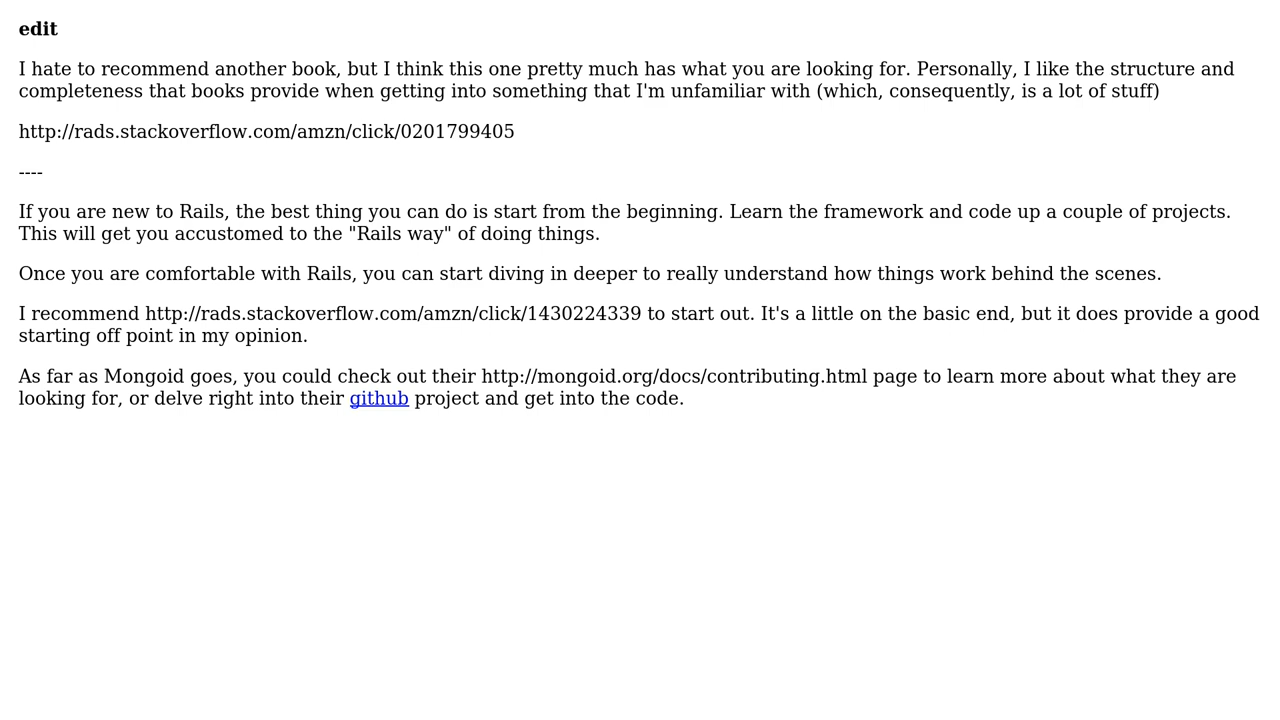 edit
I hate to recommend another book, but I think this one pretty much has what you are looking for. Personally, I like the structure and
completeness that books provide when getting into something that I'm unfamiliar with (which, consequently, is a lot of stuff)
http://rads.stackoverflow.com/amzn/click/0201799405
----
If you are new to Rails, the best thing you can do is start from the beginning. Learn the framework and code up a couple of projects.
This will get you accustomed to the "Rails way" of doing things.
Once you are comfortable with Rails, you can start diving in deeper to really understand how things work behind the scenes.
I recommend http://rads.stackoverflow.com/amzn/click/1430224339 to start out. It's a little on the basic end, but it does provide a good
starting off point in my opinion.
As far as Mongoid goes, you could check out their http://mongoid.org/docs/contributing.html page to learn more about what they are
looking for, or delve right into their github project and get into the code.